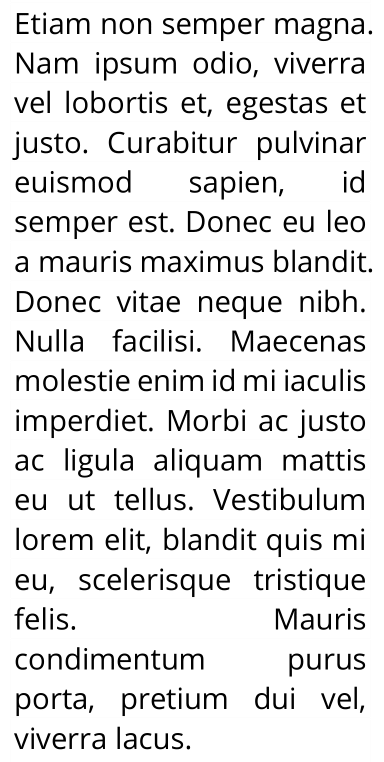 Etiam non semper magna.
Nam ipsum odio, viverra
vel lobortis et, egestas et
justo. Curabitur pulvinar
euismod sapien, id
semper est. Donec eu leo
a mauris maximus blandit.
Donec vitae neque nibh.
Nulla facilisi. Maecenas
molestie enim id mi iaculis
imperdiet. Morbi ac justo
ac ligula aliquam mattis
eu ut tellus. Vestibulum
lorem elit, blandit quis mi
eu, scelerisque tristique
felis. Mauris
condimentum purus
porta, pretium dui vel,
viverra lacus.